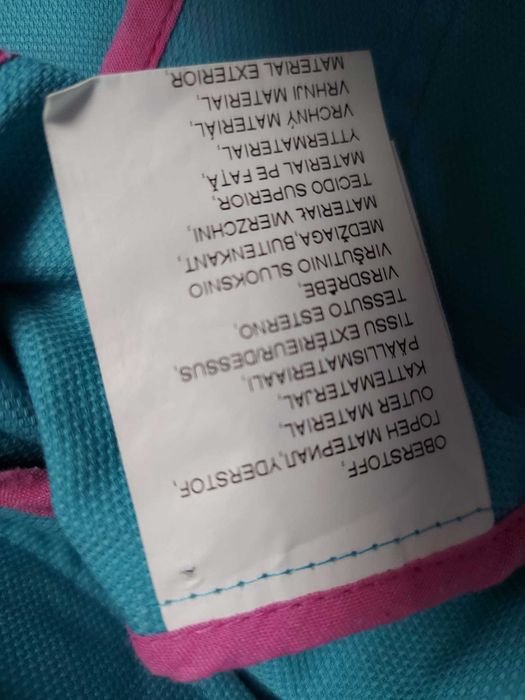 OBERSTOFF,
ГОРЕН МАТЕРИАЛ,YDERSTOF,
OUTER MATERIAL,
KATTEMATERJAL,
PÄÄLLISMATERIAALI,
TISSU EXTÉRIEUR/DESSUS,
TESSUTO ESTERNO,
VIRSDRĒBE,
VIRŠUTINIO SLUOKSNIO
MEDŽIAGA,BUITENKANT,
MATERIAŁ WIERZCHNI,
TECIDO SUPERIOR,
MATERIAL PE FAȚĂ,
YTTERMATERIAL,
VRCHNÝ MATERIÁL,
VRHNJI MATERIAL,
MATERIAL EXTERIOR,